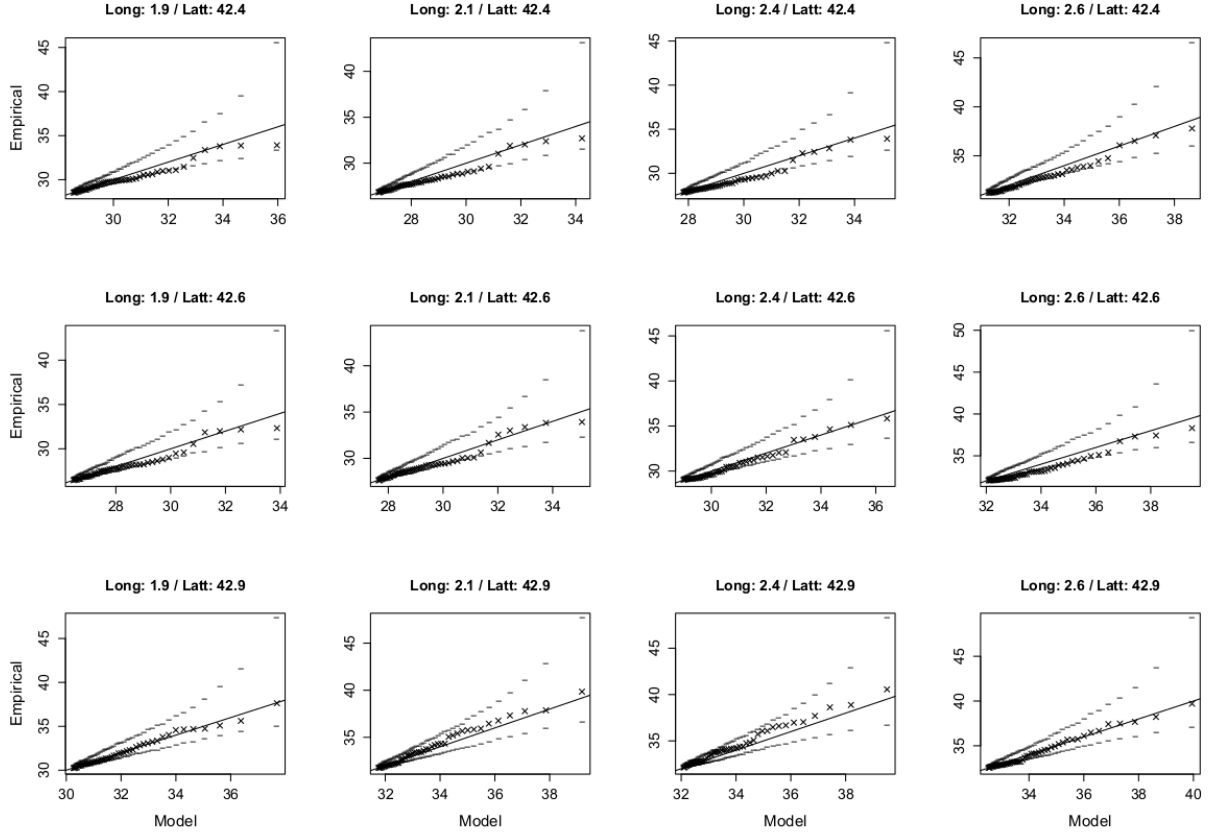 Long: 1.9 / Latt: 42.4
Long: 2.1 / Latt: 42.4
Long: 2.4 / Latt: 42.4
Long: 2.6 / Latt: 42.4
Empirical
30 35 40 45
30 32 34 36
30 35 40
28 30 32 34
30 35 40 45
28 30 32 34
35 40 45
32 34 36 38
Long: 1.9 / Latt: 42.6
Long: 2.1 / Latt: 42.6
Long: 2.4 / Latt: 42.6
Long: 2.6 / Latt: 42.6
Empirical
30 35 40
28 30 32 34
30 35 40
28 30 32 34
30 35 40 45
30 32 34 36
35 40 45 50
32 34 36 38
Long: 1.9 / Latt: 42.9
Long: 2.1 / Latt: 42.9
Long: 2.4 / Latt: 42.9
Long: 2.6 / Latt: 42.9
Empirical
30 35 40 45
30 32 34 36
Model
35 40 45
32 34 36 38
Model
35 40 45
32 34 36 38
Model
35 40 45
34 36 38 40
Model